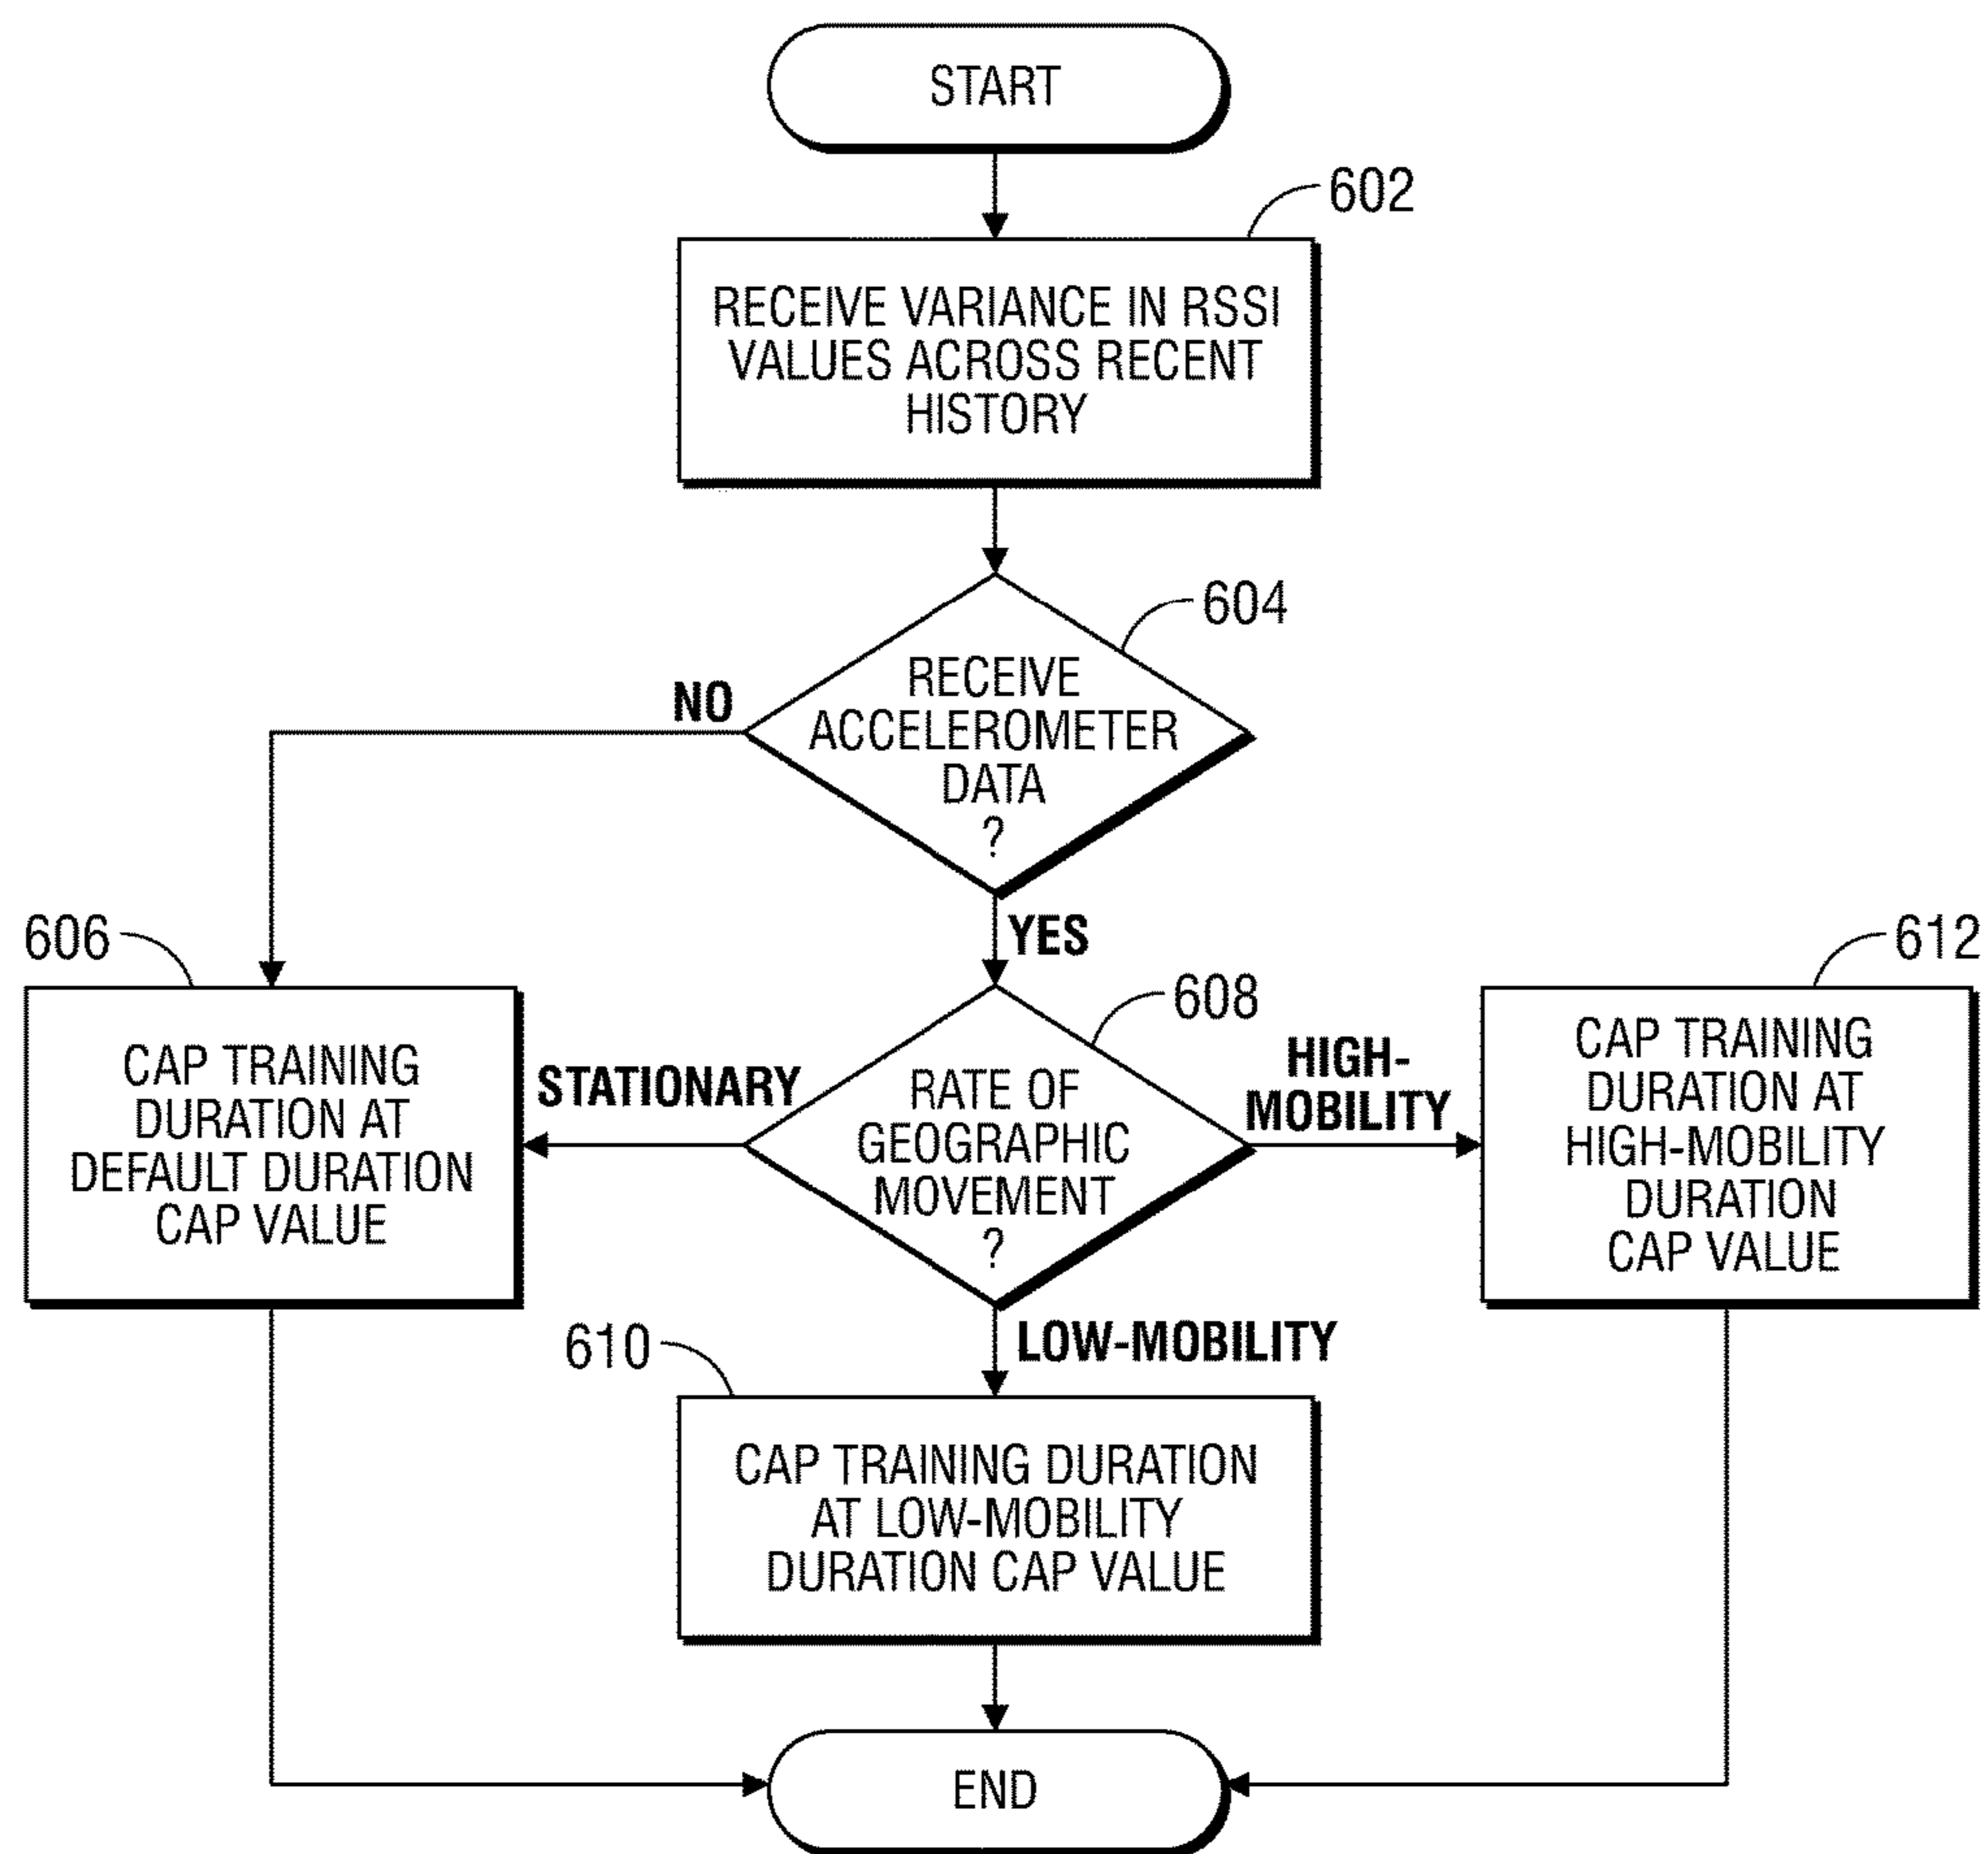 START
602
RECEIVE VARIANCE IN RSSI
VALUES ACROSS RECENT
HISTORY
604
RECEIVE
ACCELEROMETER
DATA
?
NO
YES
606
CAP TRAINING
DURATION AT
DEFAULT DURATION
CAP VALUE
STATIONARY
608
RATE OF
GEOGRAPHIC
MOVEMENT
?
HIGH-
MOBILITY
612
CAP TRAINING
DURATION AT
HIGH-MOBILITY
DURATION
CAP VALUE
LOW-MOBILITY
610
CAP TRAINING DURATION
AT LOW-MOBILITY
DURATION CAP VALUE
END